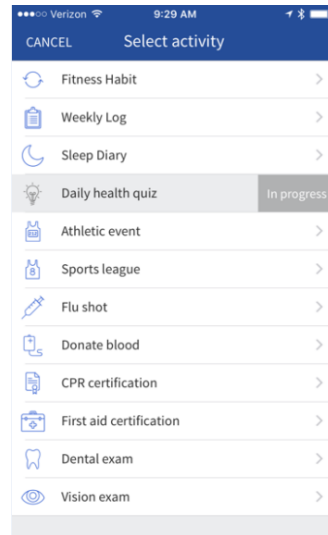 Verizon 9:29 AM
CANCEL Select activity
Fitness Habit
Weekly Log
Sleep Diary
Daily health quiz In progress
Athletic event
Sports league
8
Flu shot
Donate blood
CPR certification
First aid certification
Dental exam
Vision exam